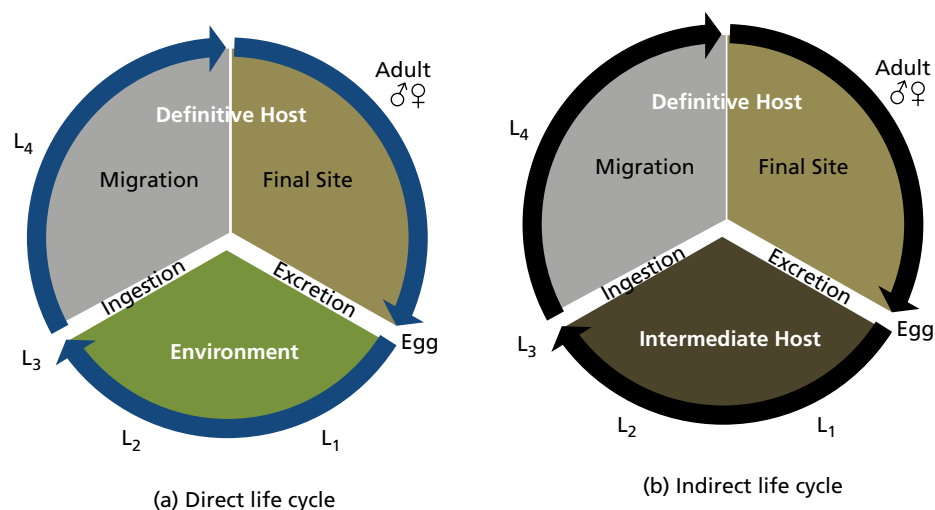 Adult
♂♀
Definitive Host
L4
Migration
Final Site
Ingestion
Excretion
Egg
L3
Environment
L2
L1
(a) Direct life cycle
Adult
♂♀
Definitive Host
L4
Migration
Final Site
Ingestion
Excretion
Egg
L3
Intermediate Host
L2
L1
(b) Indirect life cycle